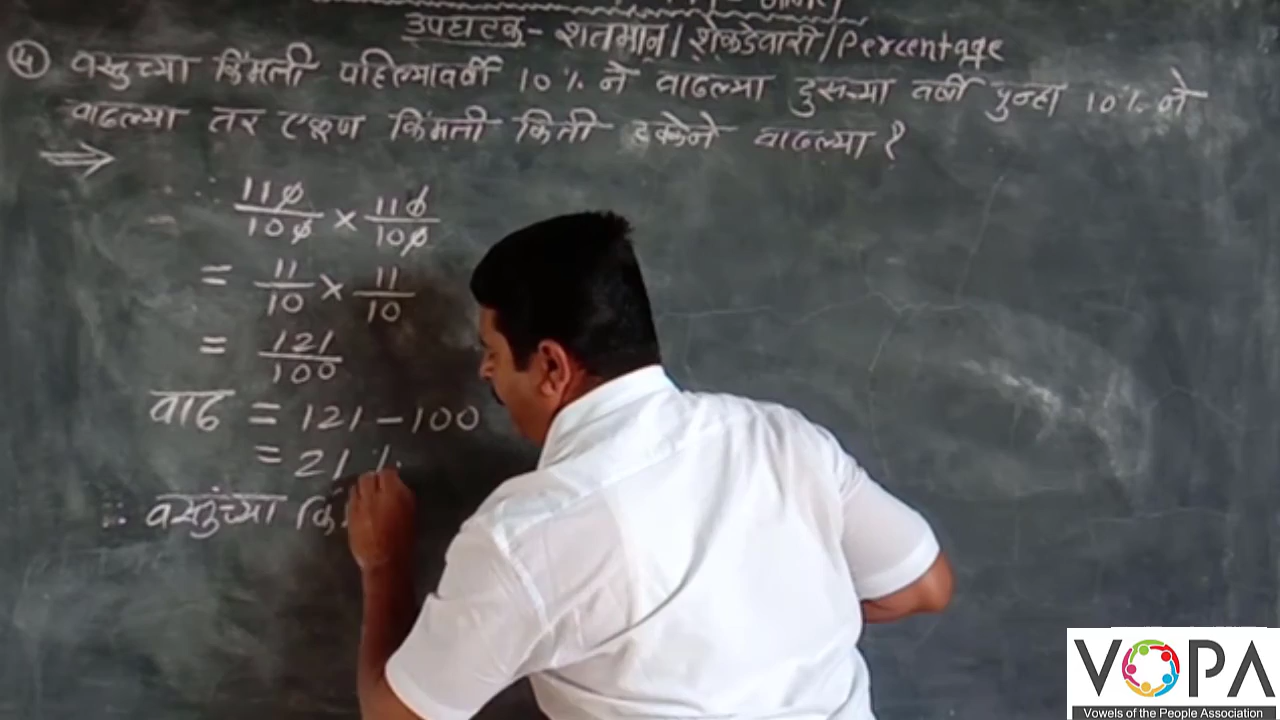 उपघटक - शतमान / शेकडेवारी / Percentage
④ वस्तुच्या किंमती पहिल्यावर्षी 10% ने वाढल्या दुसऱ्या वर्षी पुन्हा 10% ने
वाढल्या तर एकूण किंमती किती टक्केने वाढल्या ?
⇒
∴ 110/100 × 110/100
= 11/10 × 11/10
= 121/100
वाढ = 121 - 100
= 21 %
∴ वस्तुंच्या
VOPA
Vowels of the People Association